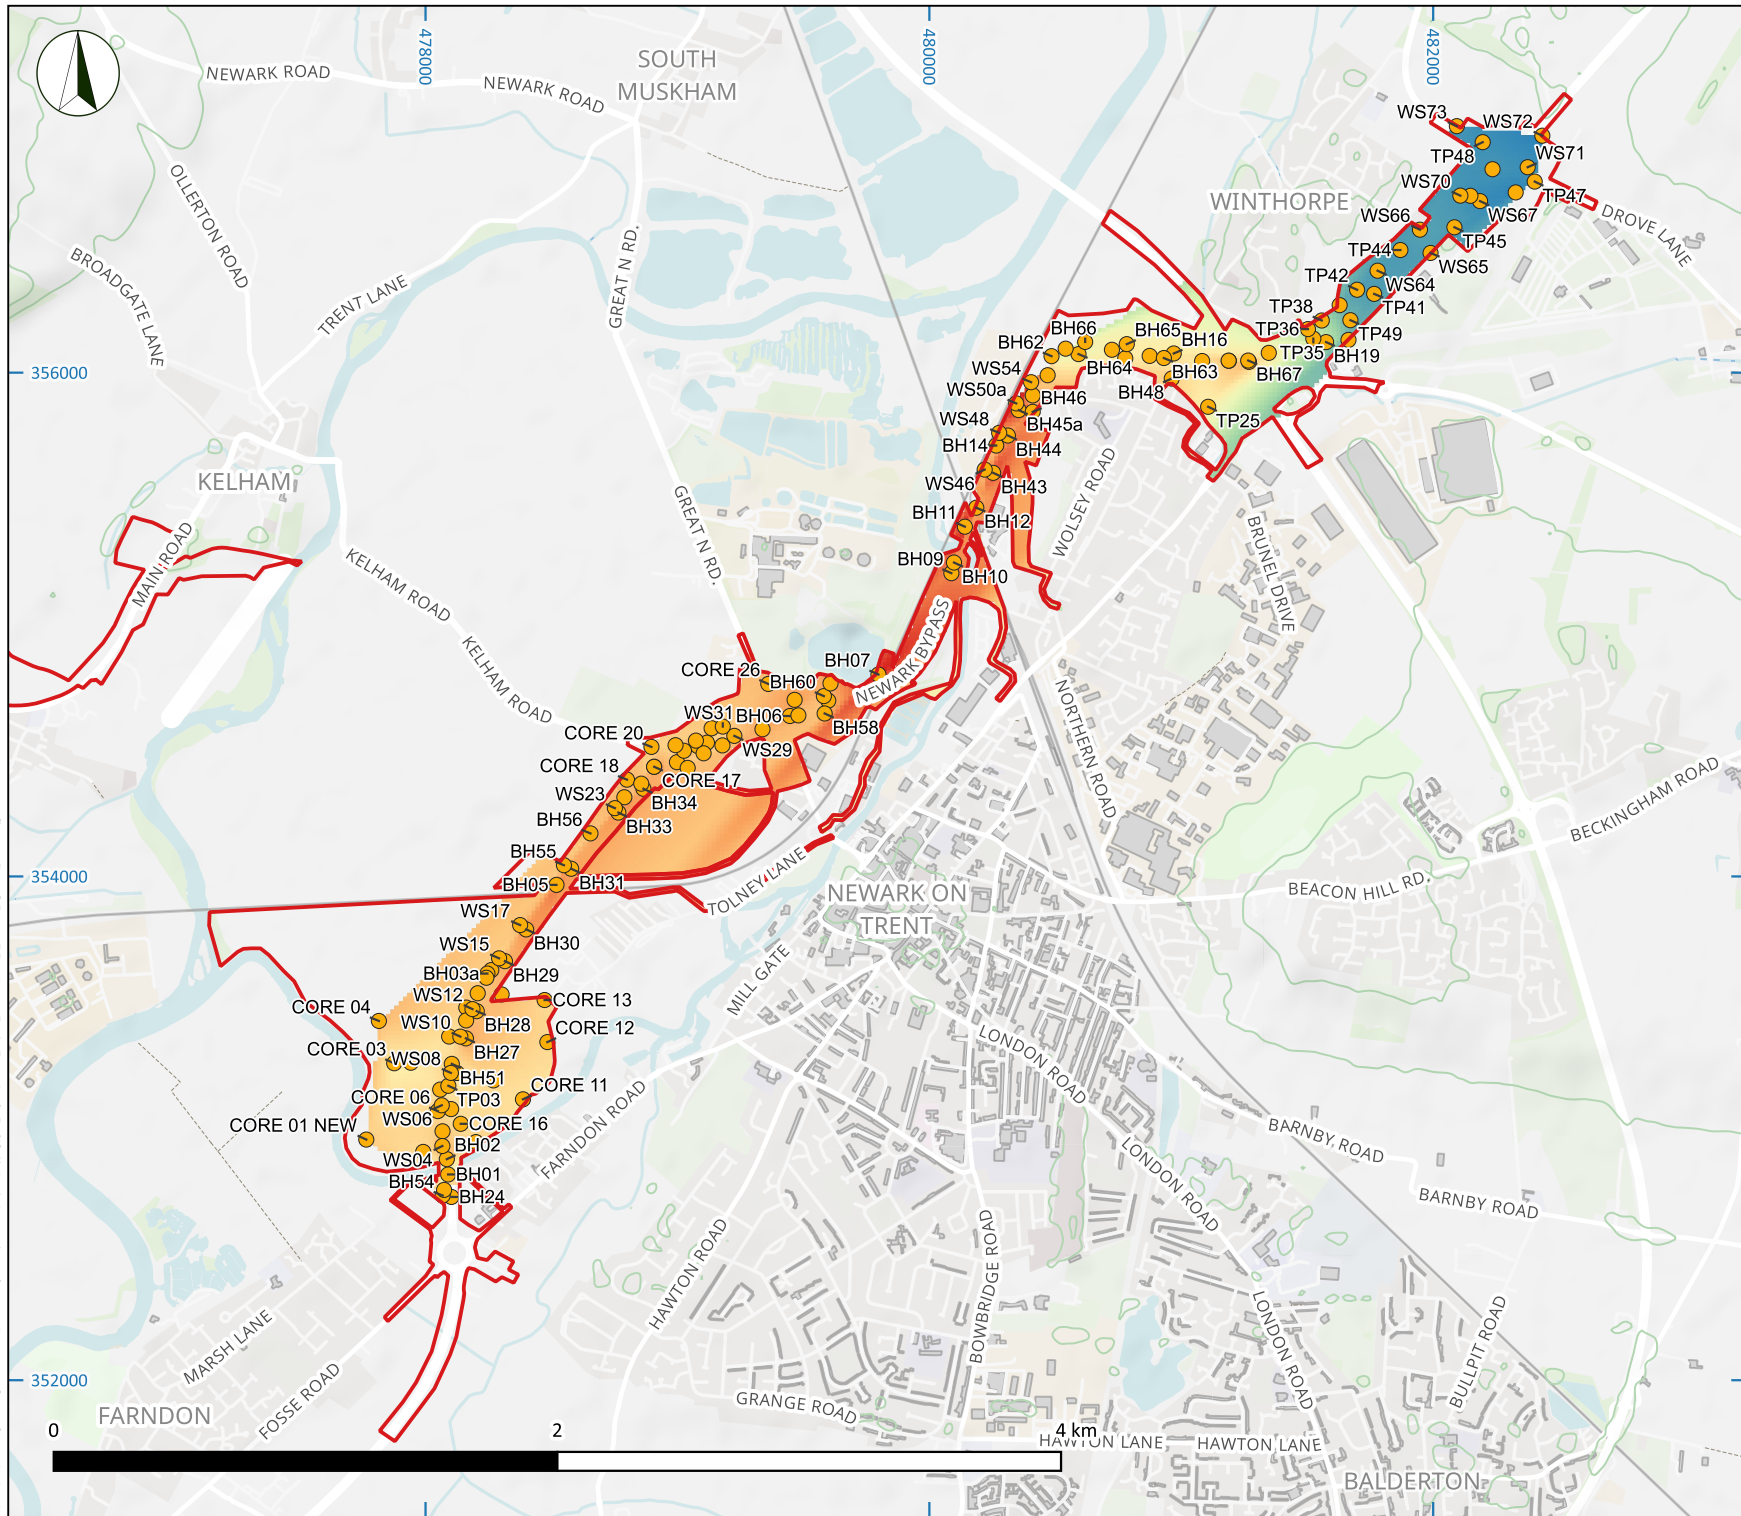 478000
480000
482000
SOUTH
MUSKHAM
NEWARK ROAD
NEWARK ROAD
OLLERTON ROAD
BROADGATE LANE
TRENT LANE
GREAT N RD.
WINTHORPE
DROVE LANE
WS73
WS72
TP48
WS71
WS70
TP47
WS67
WS66
TP45
TP44
WS65
TP42
WS64
TP41
TP38
TP36
TP49
TP35
BH19
BH66
BH65
BH16
BH62
BH64
BH63
BH67
WS54
BH48
WS50a
BH46
TP25
WS48
BH45a
BH14
BH44
WS46
BH43
BH11
BH12
BH09
BH10
356000
KELHAM
MAIN ROAD
KELHAM ROAD
KELHAM ROAD
GREAT N RD.
WOLSEY ROAD
BRUNEL DRIVE
NEWARK BYPASS
NORTHERN ROAD
BECKINGHAM ROAD
BEACON HILL RD.
CORE 26
BH07
BH60
WS31
BH06
BH58
CORE 20
WS29
CORE 18
CORE 17
WS23
BH34
BH56
BH33
BH55
BH05
BH31
354000
TOLNEY LANE
NEWARK ON
TRENT
WS17
BH30
WS15
BH03a
BH29
WS12
CORE 13
CORE 04
WS10
BH28
CORE 12
CORE 03
WS08
BH27
BH51
CORE 11
CORE 06
TP03
WS06
CORE 16
CORE 01 NEW
BH02
WS04
BH01
BH54
BH24
MILL GATE
FARNDON ROAD
LONDON ROAD
LONDON ROAD
LONDON ROAD
BARNBY ROAD
BARNBY ROAD
HAWTON ROAD
BOWBRIDGE ROAD
BULLPIT ROAD
352000
MARSH LANE
FOSSE ROAD
FARNDON
GRANGE ROAD
HAWTON LANE
HAWTON LANE
BALDERTON
0
2
4 km